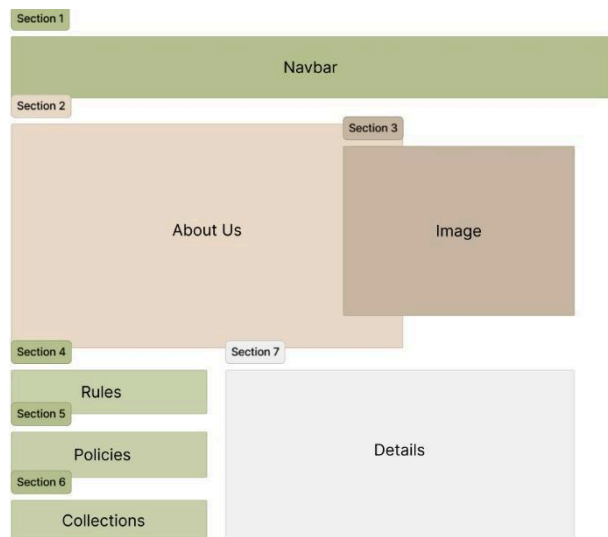 Section 1
Navbar
Section 2
Section 3
About Us
Image
Section 4
Section 7
Rules
Section 5
Details
Policies
Section 6
Collections